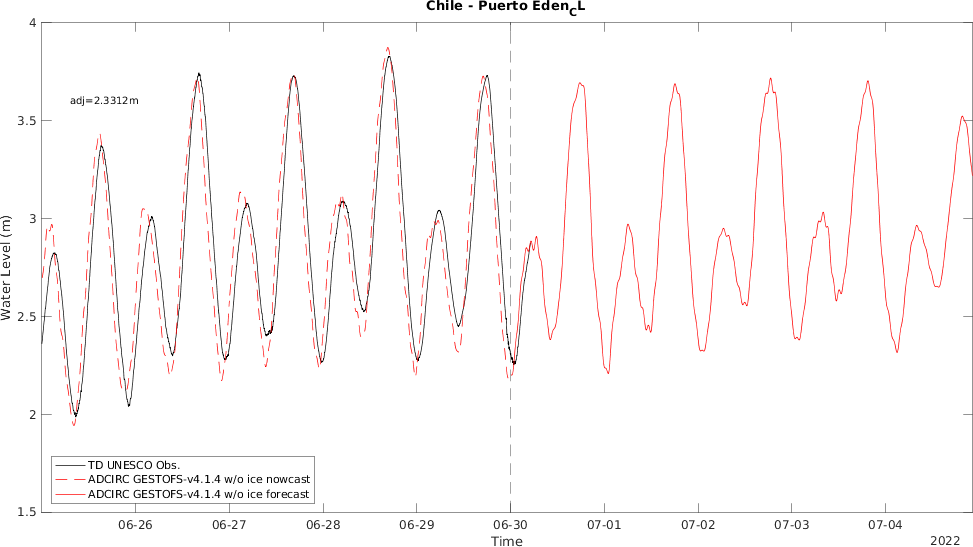 Chile - Puerto Eden_CL
adj=2.3312m
Water Level (m)
4
3.5
3
2.5
2
1.5
TD UNESCO Obs.
ADCIRC GESTOFS-v4.1.4 w/o ice nowcast
ADCIRC GESTOFS-v4.1.4 w/o ice forecast
06-26 06-27 06-28 06-29 06-30 07-01 07-02 07-03 07-04
Time
2022